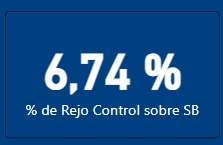 6,74 %
% de Rejo Control sobre SB